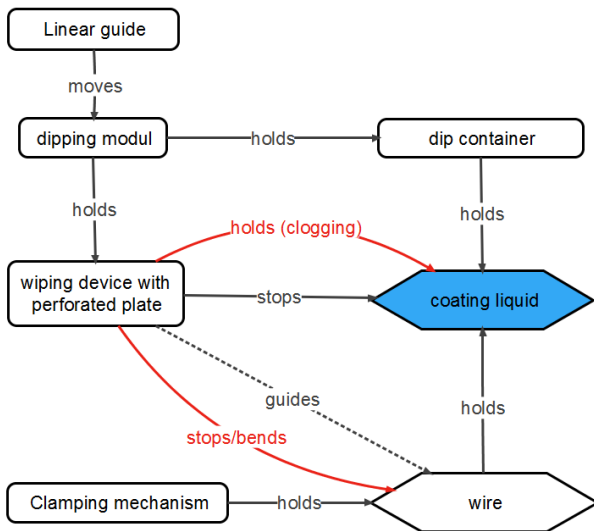 Linear guide
moves
dipping modul
holds
dip container
holds
holds
holds (clogging)
wiping device with
perforated plate
stops
coating liquid
guides
holds
stops/bends
Clamping mechanism
holds
wire